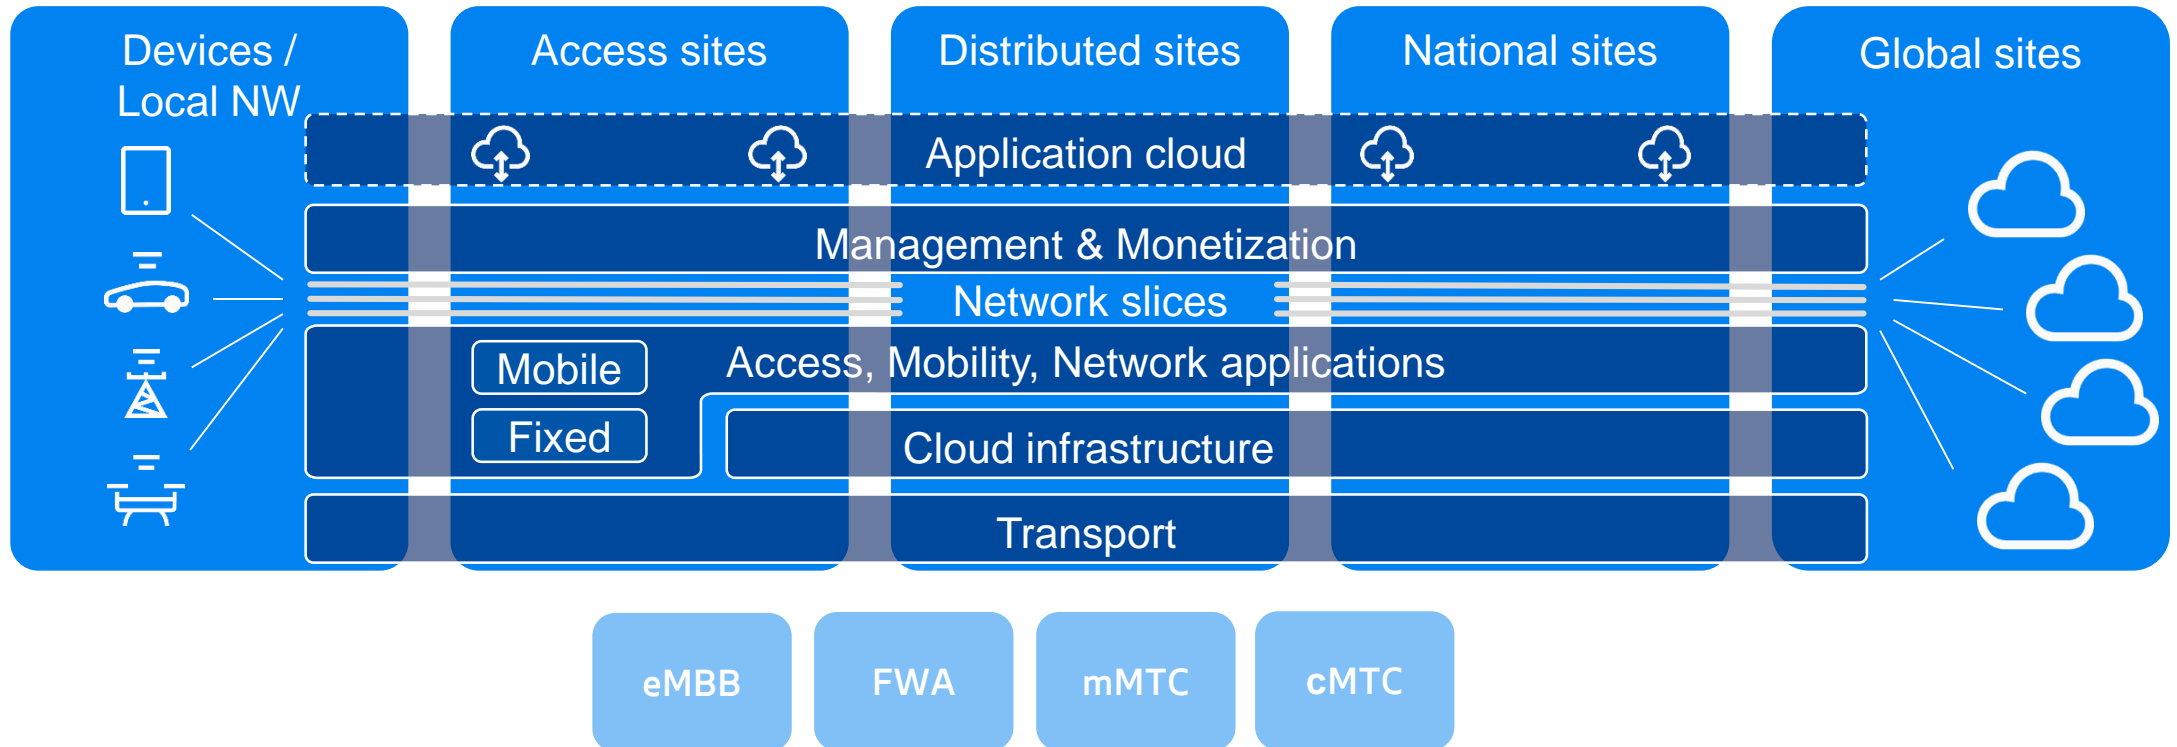 Devices /
Local NW
Access sites
Distributed sites
National sites
Global sites
Application cloud
Management & Monetization
Network slices
Mobile
Access, Mobility, Network applications
Fixed
Cloud infrastructure
Transport
eMBB
FWA
mMTC
cMTC